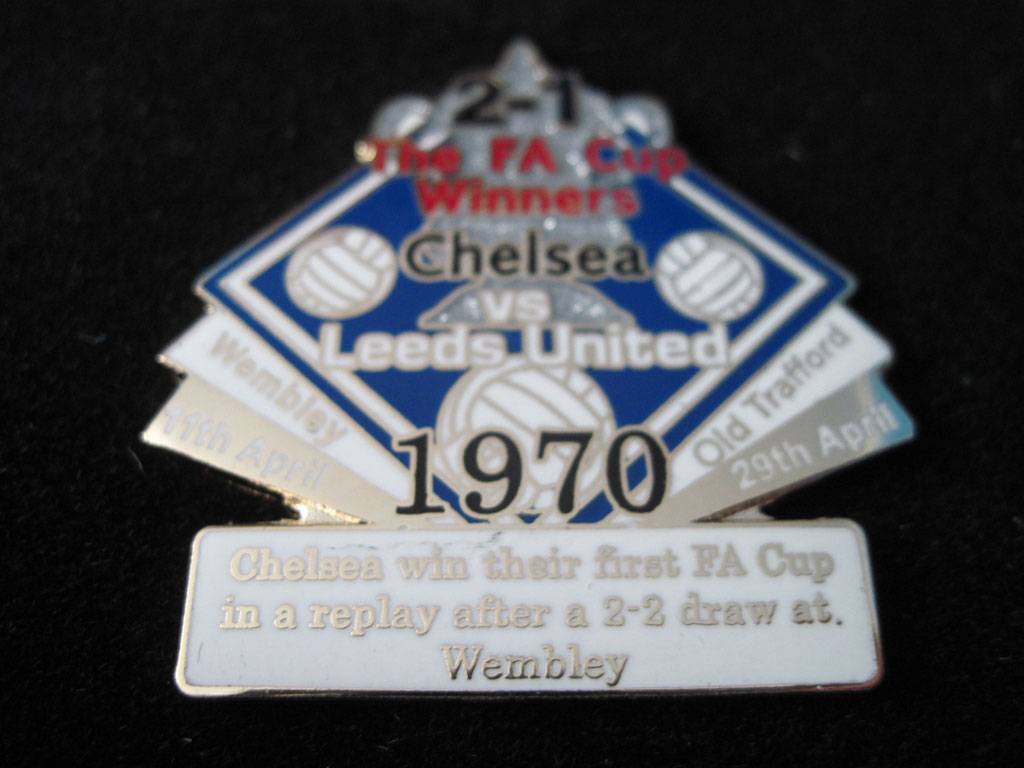 2-1
The FA Cup
Winners
Chelsea
vs
Leeds United
Wembley
11th April
Old Trafford
29th April
1970
Chelsea win their first FA Cup
in a replay after a 2-2 draw at.
Wembley